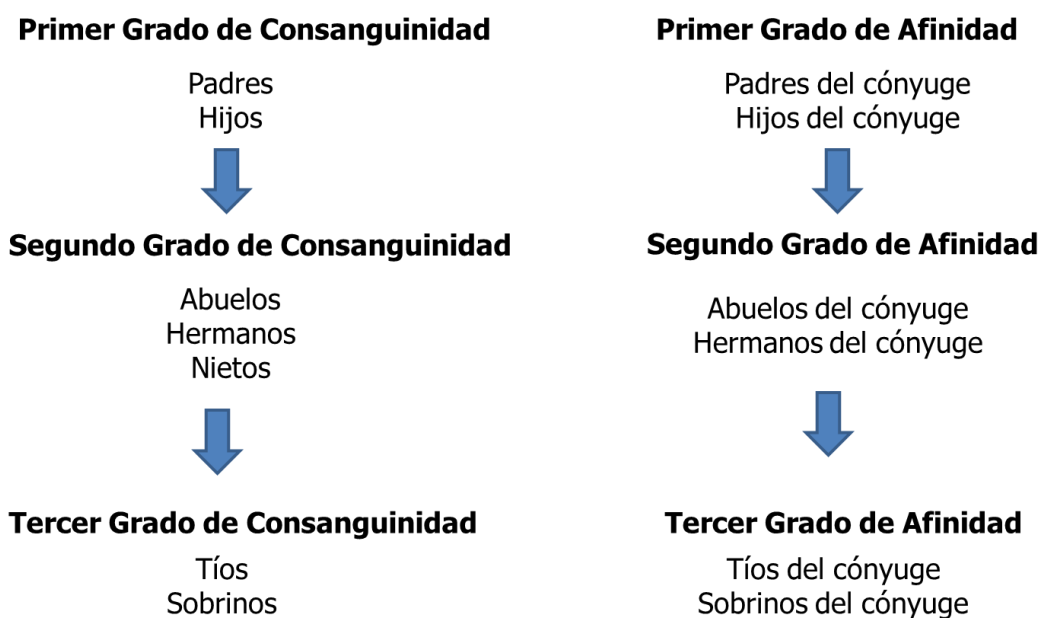 Primer Grado de Consanguinidad
Padres
Hijos
Segundo Grado de Consanguinidad
Abuelos
Hermanos
Nietos
Tercer Grado de Consanguinidad
Tíos
Sobrinos
Primer Grado de Afinidad
Padres del cónyuge
Hijos del cónyuge
Segundo Grado de Afinidad
Abuelos del cónyuge
Hermanos del cónyuge
Tercer Grado de Afinidad
Tíos del cónyuge
Sobrinos del cónyuge